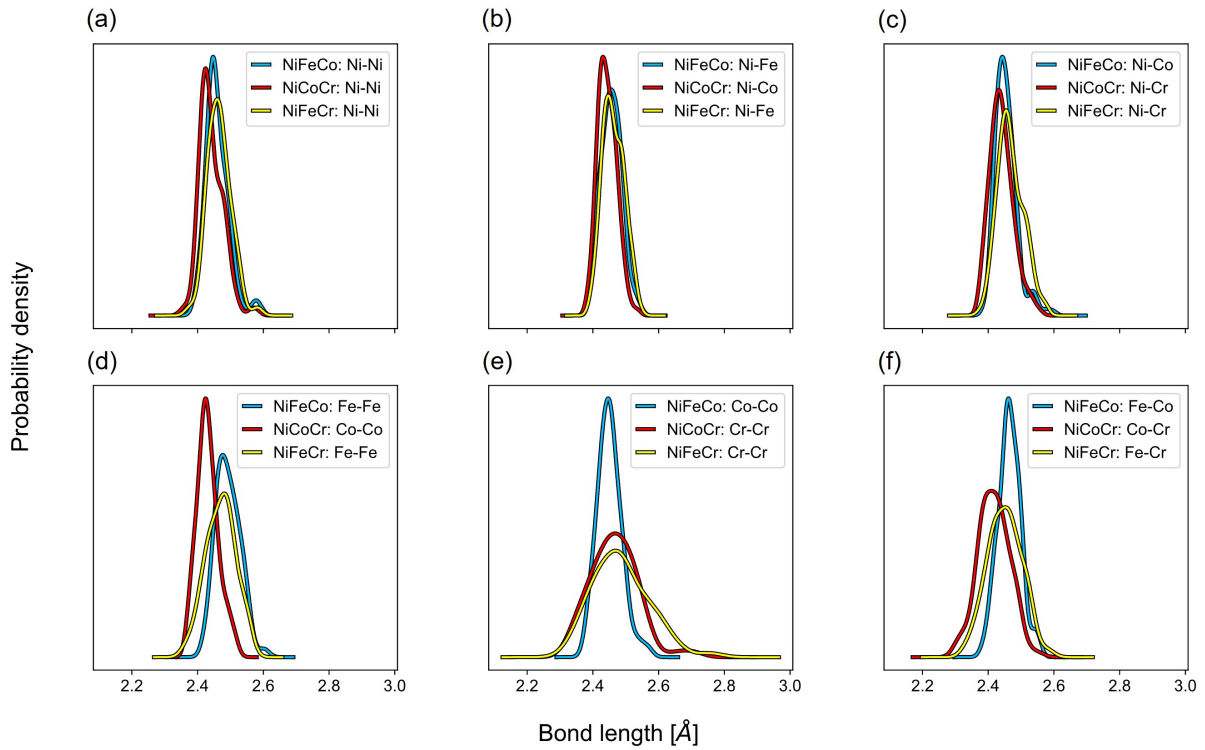 (a)
NiFeCo: Ni-Ni
NiCoCr: Ni-Ni
NiFeCr: Ni-Ni
(b)
NiFeCo: Ni-Fe
NiCoCr: Ni-Co
NiFeCr: Ni-Fe
(c)
NiFeCo: Ni-Co
NiCoCr: Ni-Cr
NiFeCr: Ni-Cr
Probability density
(d)
NiFeCo: Fe-Fe
NiCoCr: Co-Co
NiFeCr: Fe-Fe
2.2 2.4 2.6 2.8 3.0
(e)
NiFeCo: Co-Co
NiCoCr: Cr-Cr
NiFeCr: Cr-Cr
2.2 2.4 2.6 2.8 3.0
(f)
NiFeCo: Fe-Co
NiCoCr: Co-Cr
NiFeCr: Fe-Cr
2.2 2.4 2.6 2.8 3.0
Bond length [Å]